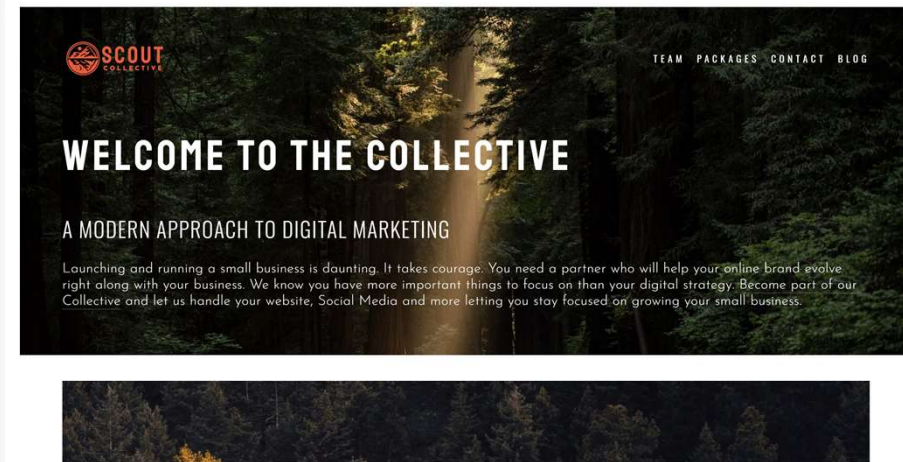 SCOUT
COLLECTIVE
TEAM PACKAGES CONTACT BLOG
WELCOME TO THE COLLECTIVE
A MODERN APPROACH TO DIGITAL MARKETING
Launching and running a small business is daunting. It takes courage. You need a partner who will help your online brand evolve
right along with your business. We know you have more important things to focus on than your digital strategy. Become part of our
Collective and let us handle your website, Social Media and more letting you stay focused on growing your small business.